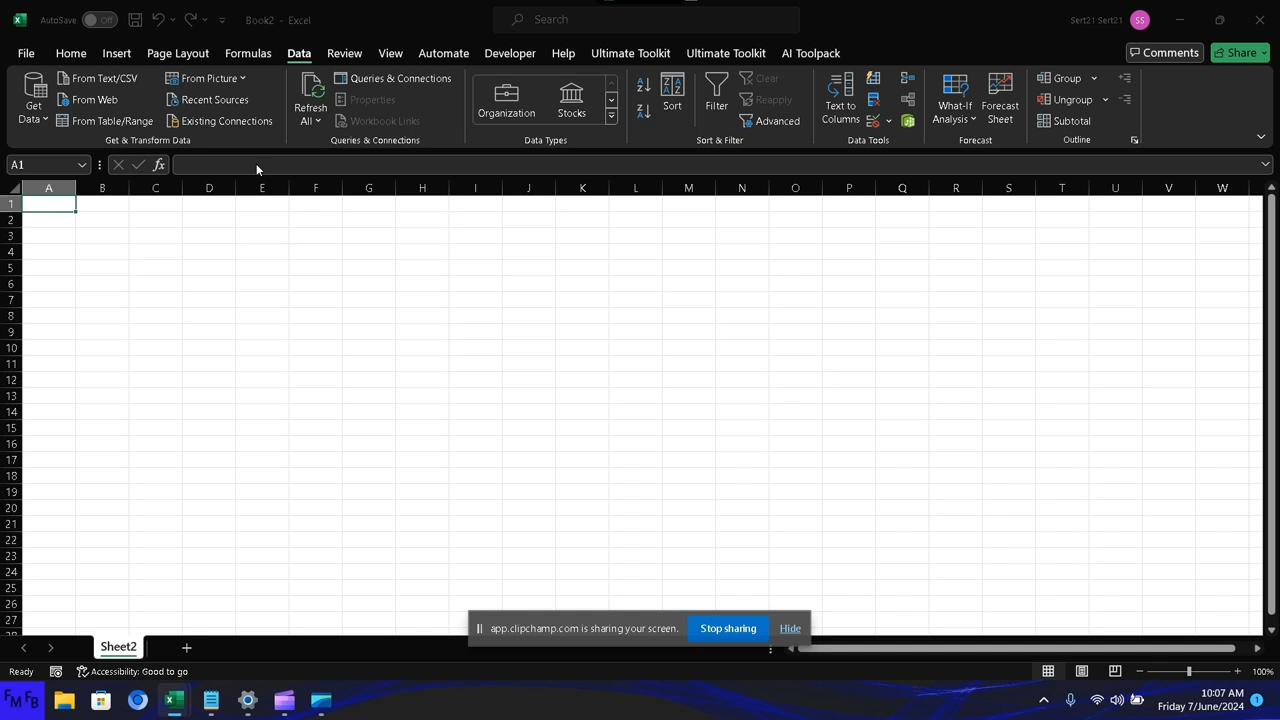 AutoSave Off Book2 - Excel Search Sert21 Sert21 SS
File Home Insert Page Layout Formulas Data Review View Automate Developer Help Ultimate Toolkit Ultimate Toolkit AI Toolpack Comments Share
Get Data
From Text/CSV
From Web
From Table/Range
From Picture
Recent Sources
Existing Connections
Get & Transform Data
Refresh All
Queries & Connections
Properties
Workbook Links
Queries & Connections
Organization
Stocks
Data Types
Sort
Filter
Clear
Reapply
Advanced
Sort & Filter
Text to Columns
Data Tools
What-If Analysis
Forecast Sheet
Forecast
Group
Ungroup
Subtotal
Outline
A1 fx
A B C D E F G H I J K L M N O P Q R S T U V W
1
2
3
4
5
6
7
8
9
10
11
12
13
14
15
16
17
18
19
20
21
22
23
24
25
26
27
28
app.clipchamp.com is sharing your screen. Stop sharing Hide
Sheet2
Ready Accessibility: Good to go 100%
FM FB
10:07 AM
Friday 7/June/2024
1